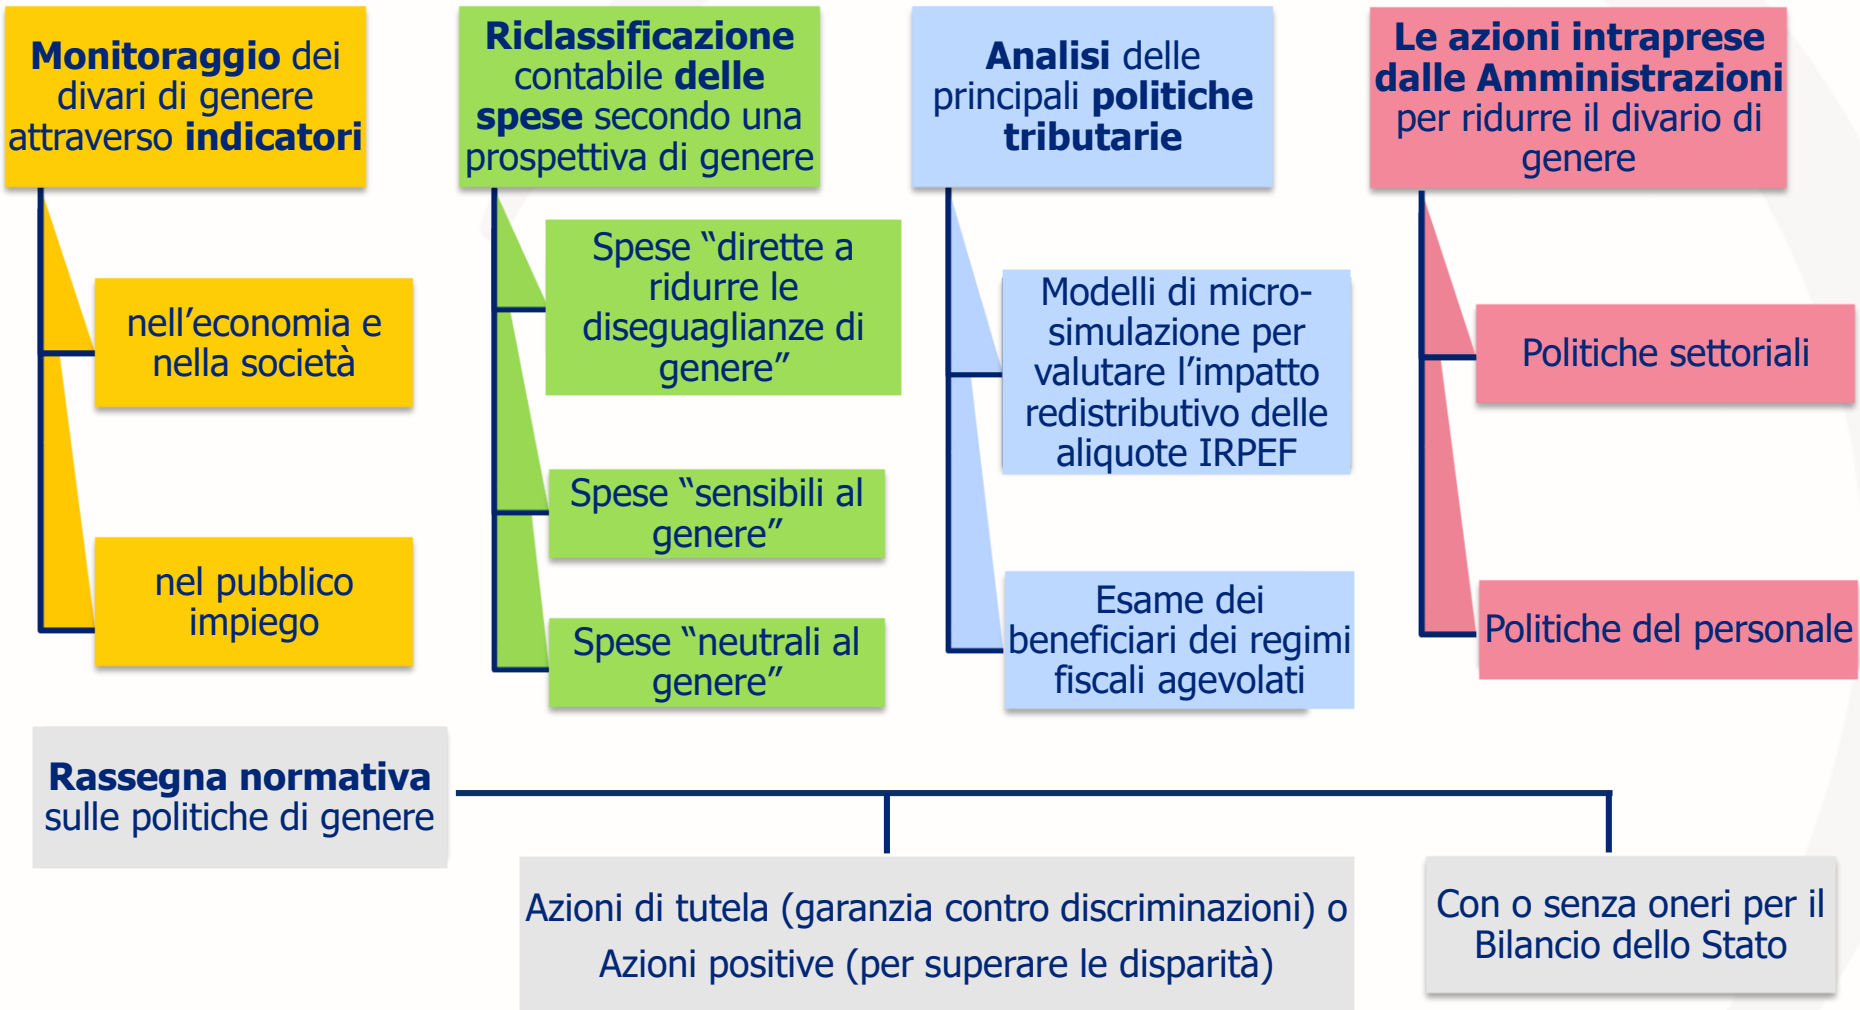 Monitoraggio dei
divari di genere
attraverso indicatori
nell’economia e
nella società
nel pubblico
impiego
Riclassificazione
contabile delle
spese secondo una
prospettiva di genere
Spese “dirette a
ridurre le
diseguaglianze di
genere”
Spese “sensibili al
genere”
Spese “neutrali al
genere”
Analisi delle
principali politiche
tributarie
Modelli di micro-
simulazione per
valutare l’impatto
redistributivo delle
aliquote IRPEF
Esame dei
beneficiari dei regimi
fiscali agevolati
Le azioni intraprese
dalle Amministrazioni
per ridurre il divario di
genere
Politiche settoriali
Politiche del personale
Rassegna normativa
sulle politiche di genere
Azioni di tutela (garanzia contro discriminazioni) o
Azioni positive (per superare le disparità)
Con o senza oneri per il
Bilancio dello Stato